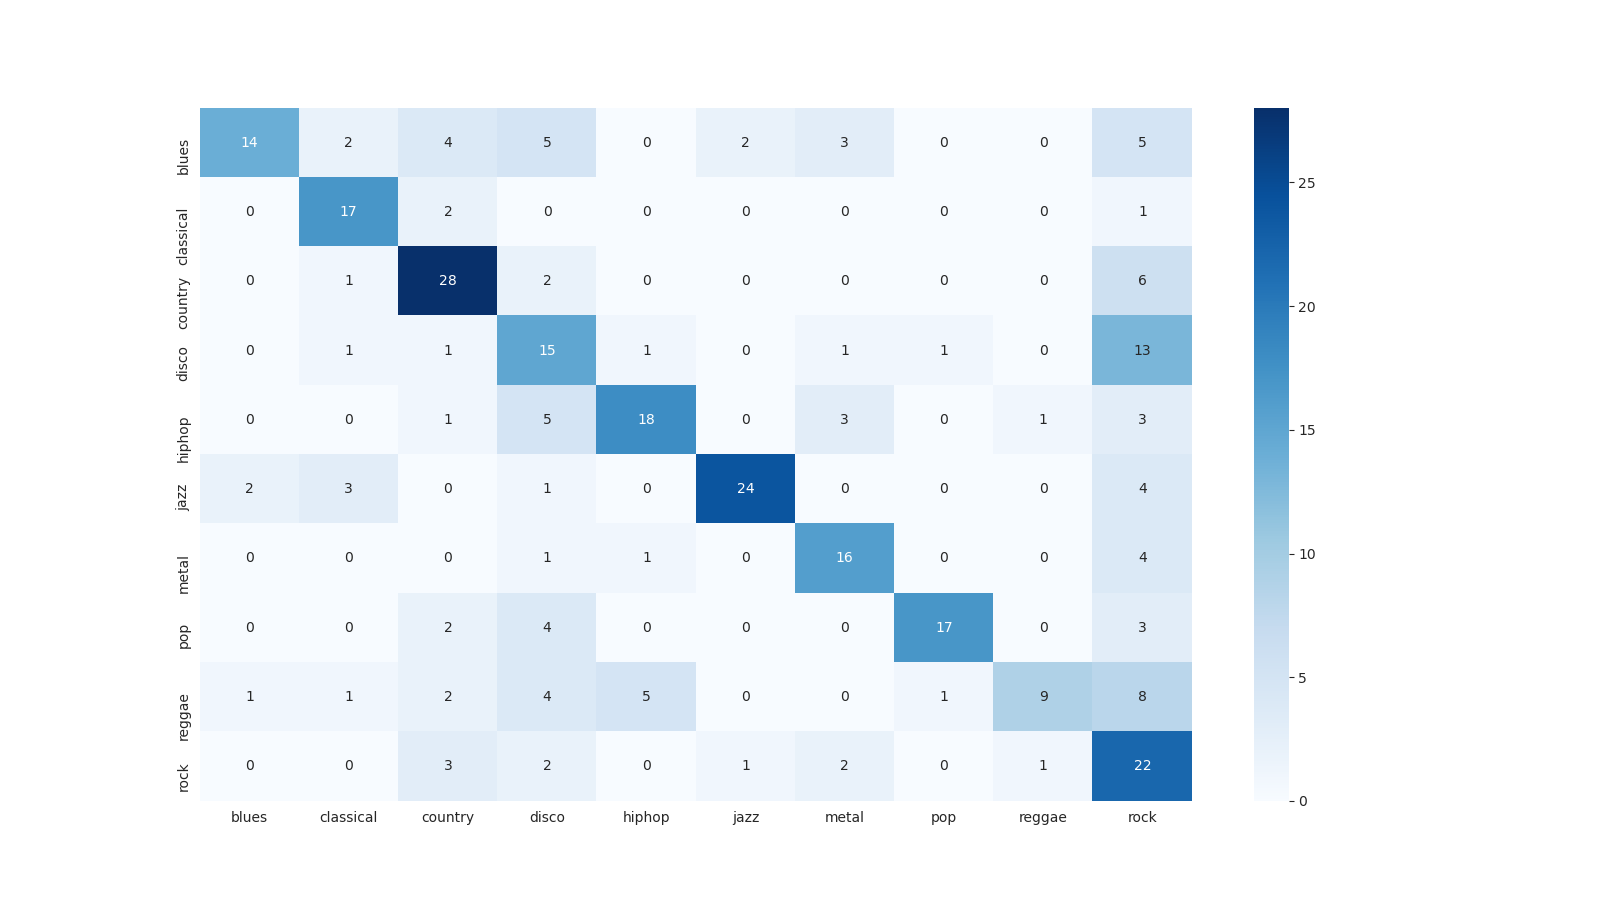 blues 14 2 4 5 0 2 3 0 0 5
classical 0 17 2 0 0 0 0 0 0 1
country 0 1 28 2 0 0 0 0 0 6
disco 0 1 1 15 1 0 1 1 0 13
hiphop 0 0 1 5 18 0 3 0 1 3
jazz 2 3 0 1 0 24 0 0 0 4
metal 0 0 0 1 1 0 16 0 0 4
pop 0 0 2 4 0 0 0 17 0 3
reggae 1 1 2 4 5 0 0 1 9 8
rock 0 0 3 2 0 1 2 0 1 22
blues classical country disco hiphop jazz metal pop reggae rock
25
20
15
10
5
0